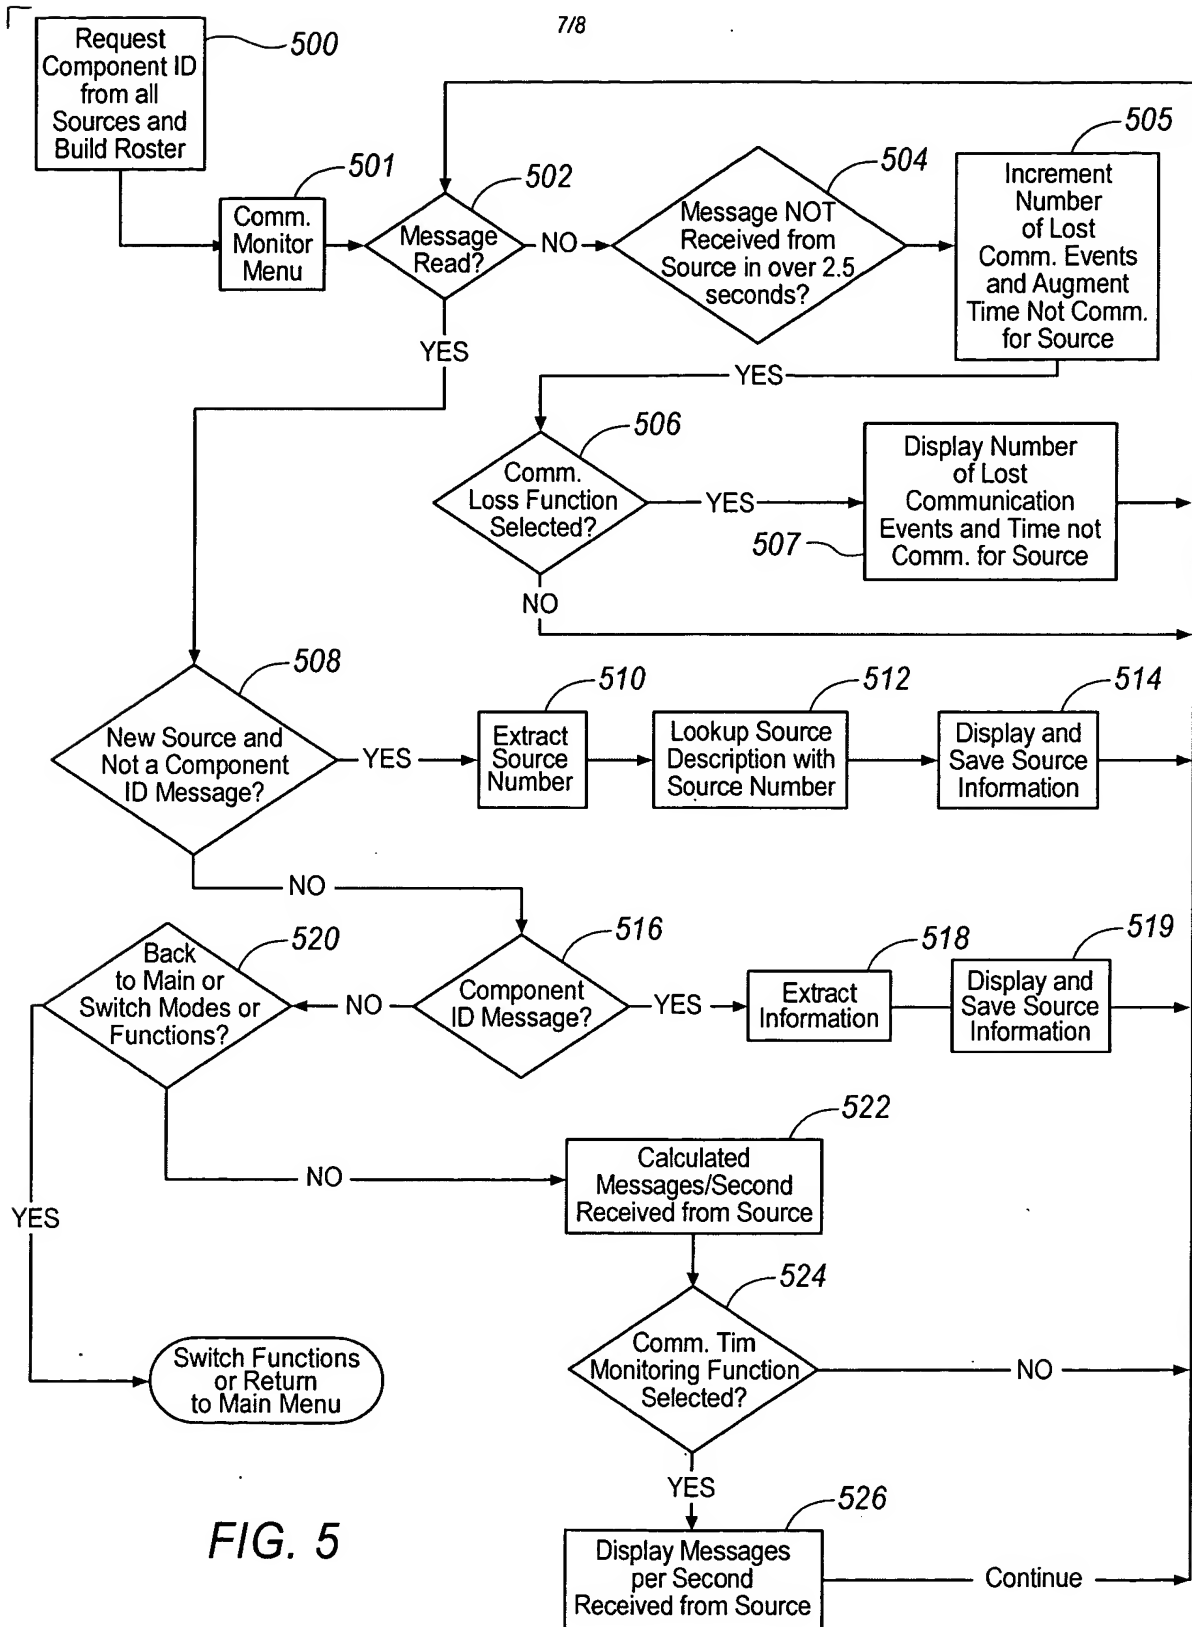 7/8
Request
Component ID
from all
Sources and
Build Roster
500
501
Comm.
Monitor
Menu
502
Message
Read?
NO
YES
504
Message NOT
Received from
Source in over 2.5
seconds?
505
Increment
Number
of Lost
Comm. Events
and Augment
Time Not Comm.
for Source
YES
506
Comm.
Loss Function
Selected?
YES
NO
507
Display Number
of Lost
Communication
Events and Time not
Comm. for Source
508
New Source and
Not a Component
ID Message?
YES
NO
510
Extract
Source
Number
512
Lookup Source
Description with
Source Number
514
Display and
Save Source
Information
516
Component
ID Message?
YES
NO
518
Extract
Information
519
Display and
Save Source
Information
520
Back
to Main or
Switch Modes or
Functions?
YES
NO
Switch Functions
or Return
to Main Menu
522
Calculated
Messages/Second
Received from Source
524
Comm. Tim
Monitoring Function
Selected?
NO
YES
526
Display Messages
per Second
Received from Source
Continue
FIG. 5